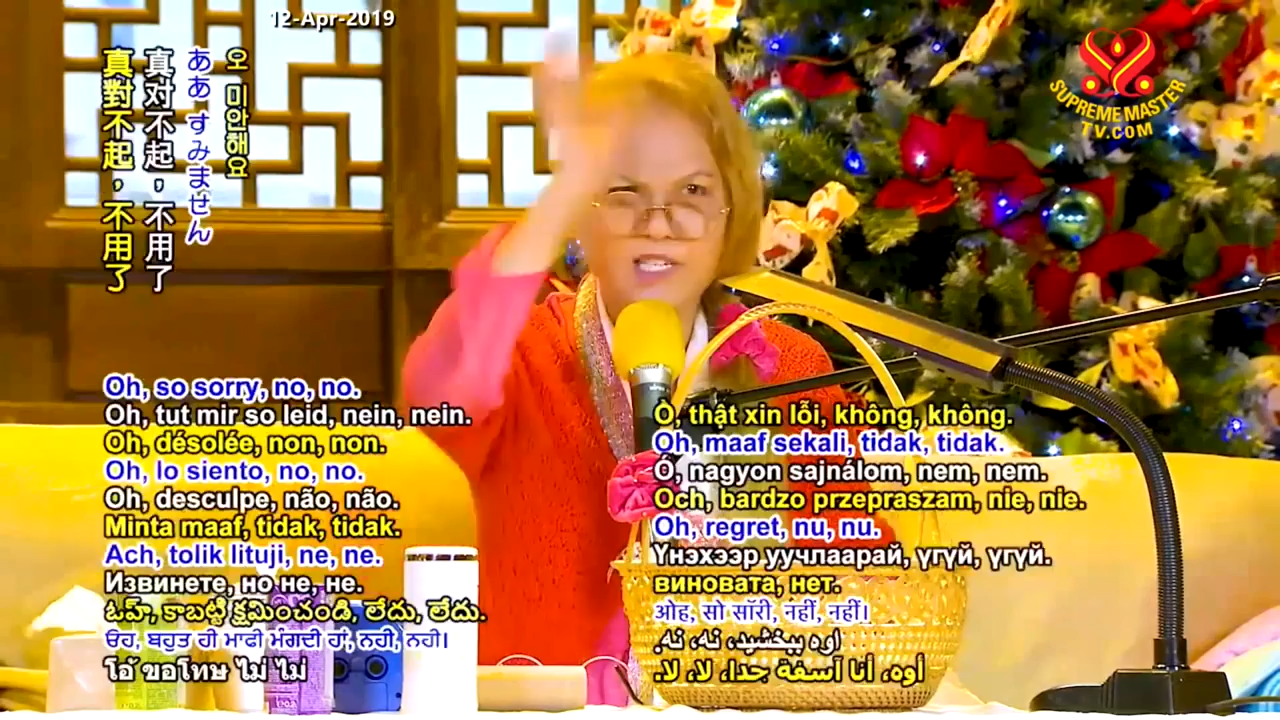 12-Apr-2019
SUPREME MASTER
TV.COM
오 미안해요
ああ すみません
真对不起，不用了
真對不起，不用了
Oh, so sorry, no, no.
Oh, tut mir so leid, nein, nein.
Oh, désolée, non, non.
Oh, lo siento, no, no.
Oh, desculpe, não, não.
Minta maaf, tidak, tidak.
Ach, tolik lituji, ne, ne.
Извинете, но не, не.
ఓహ్, కాబట్టి క్షమించండి, లేదు, లేదు.
ਓਹ, ਬਹੁਤ ਹੀ ਮਾਫੀ ਮੰਗਦੀ ਹਾਂ, ਨਹੀ, ਨਹੀ।
โอ้ ขอโทษ ไม่ ไม่
Ò, thật xin lỗi, không, không.
Oh, maaf sekali, tidak, tidak.
Ó, nagyon sajnálom, nem, nem.
Och, bardzo przepraszam, nie, nie.
Oh, regret, nu, nu.
Үнэхээр уучлаарай, үгүй, үгүй.
виновата, нет.
ओह, सो सॉरी, नहीं, नहीं।
اوه ببخشید، نه، نه.
أوه، أنا آسفة جدا، لا، لا.